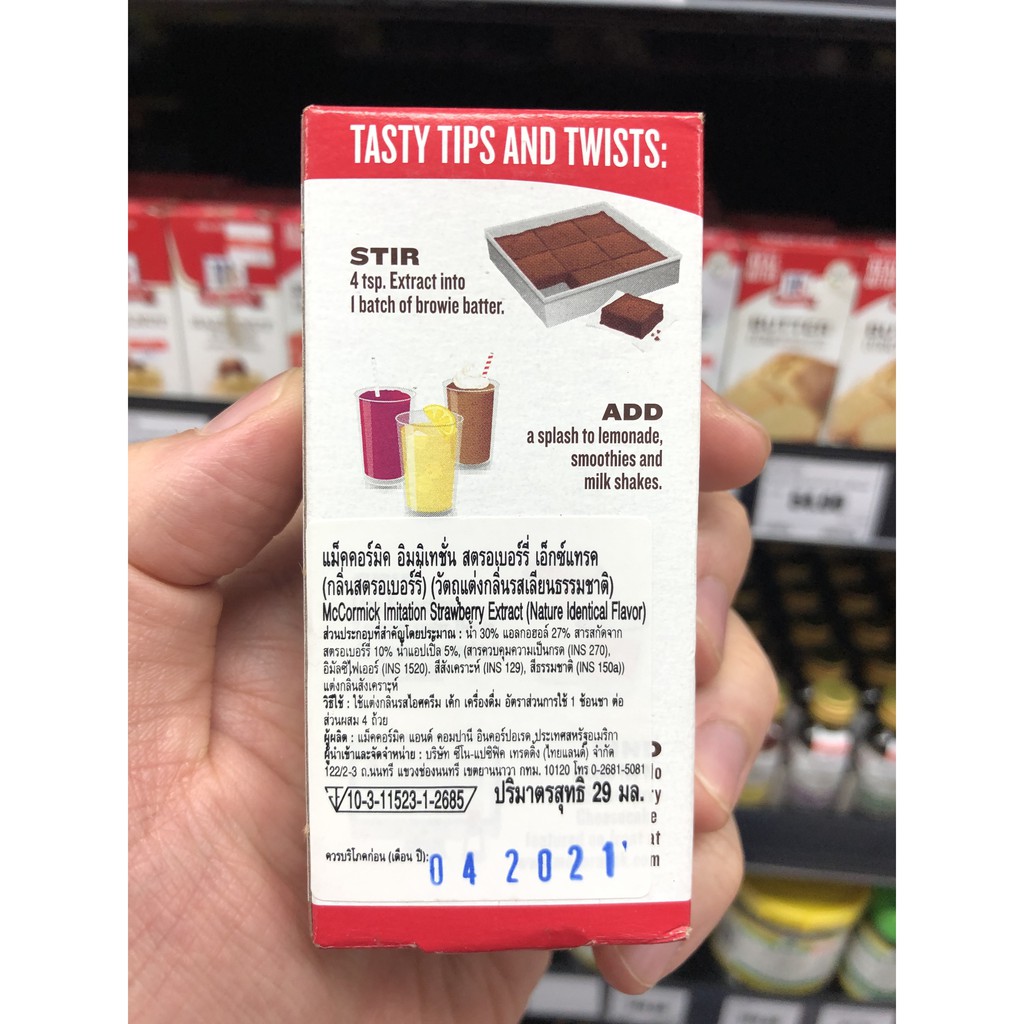 TASTY TIPS AND TWISTS:
STIR
4 tsp. Extract into
1 batch of browie batter.
ADD
a splash to lemonade,
smoothies and
milk shakes.
แม็คคอร์มิค อิมมิเทชั่น สตรอเบอร์รี่ เอ็กซ์แทรค
(กลิ่นสตรอเบอร์รี่) (วัตถุแต่งกลิ่นรสเลียนธรรมชาติ)
McCormick Imitation Strawberry Extract (Nature Identical Flavor)
ส่วนประกอบที่สำคัญโดยประมาณ : น้ำ 30% แอลกอฮอล์ 27% สารสกัดจาก
สตรอเบอร์รี่ 10% น้ำแอปเปิ้ล 5%, (สารควบคุมความเป็นกรด (INS 270),
อิมัลซิไฟเออร์ (INS 1520). สีสังเคราะห์ (INS 129), สีธรรมชาติ (INS 150a))
แต่งกลิ่นสังเคราะห์
วิธีใช้ : ใช้แต่งกลิ่นรสไอศครีม เค้ก เครื่องดื่ม อัตราส่วนการใช้ 1 ช้อนชา ต่อ
ส่วนผสม 4 ถ้วย
ผู้ผลิต : แม็คคอร์มิค แอนด์ คอมปานี อินคอร์ปอเรด ประเทศสหรัฐอเมริกา
ผู้นำเข้าและจัดจำหน่าย : บริษัท ซีโน-แปซิฟิค เทรดดิ้ง (ไทยแลนด์) จำกัด
122/2-3 ถ.นนทรี แขวงช่องนนทรี เขตยานนาวา กทม. 10120 โทร 0-2681-5081
10-3-11523-1-2685 ปริมาตรสุทธิ 29 มล.
ควรบริโภคก่อน (เดือน ปี): 04 2021
BUTTER